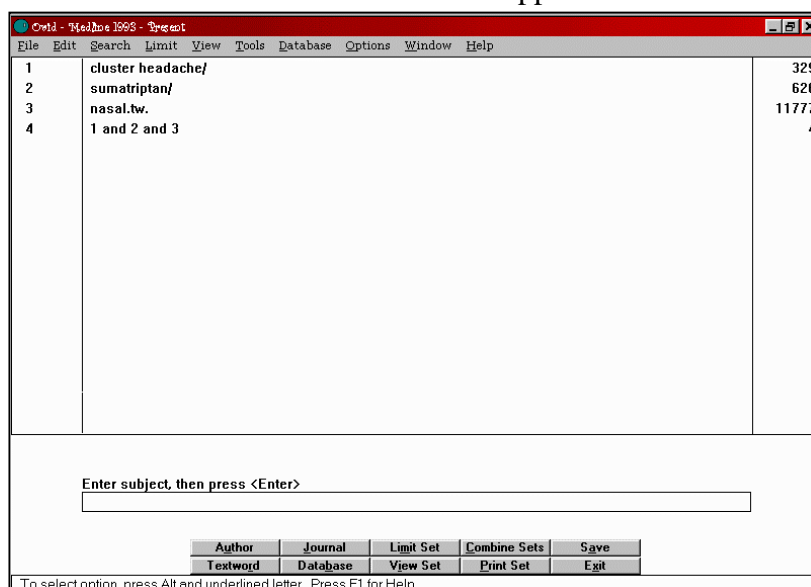 Ovid - Medline 1993 - Present
File Edit Search Limit View Tools Database Options Window Help
1 cluster headache/ 329
2 sumatriptan/
3 nasal.tw. 11777
4 1 and 2 and 3
Enter subject, then press <Enter>
Author Journal Limit Set Combine Sets Save
Textword Database View Set Print Set Exit
To select option, press Alt and underlined letter. Press F1 for Help